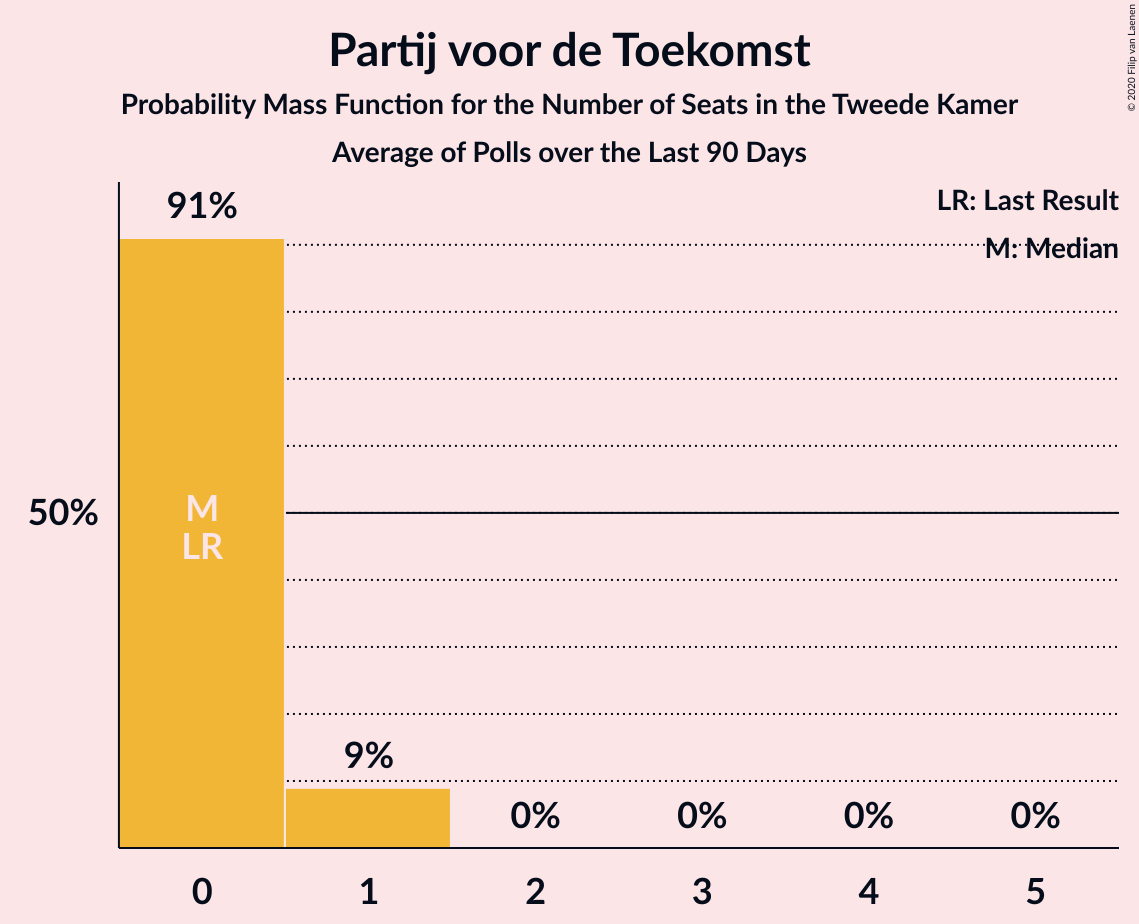 Partij voor de Toekomst
Probability Mass Function for the Number of Seats in the Tweede Kamer
Average of Polls over the Last 90 Days
© 2020 Filip van Laenen
LR: Last Result
M: Median
91%
50%
M
LR
9%
0%
0%
0%
0%
0
1
2
3
4
5